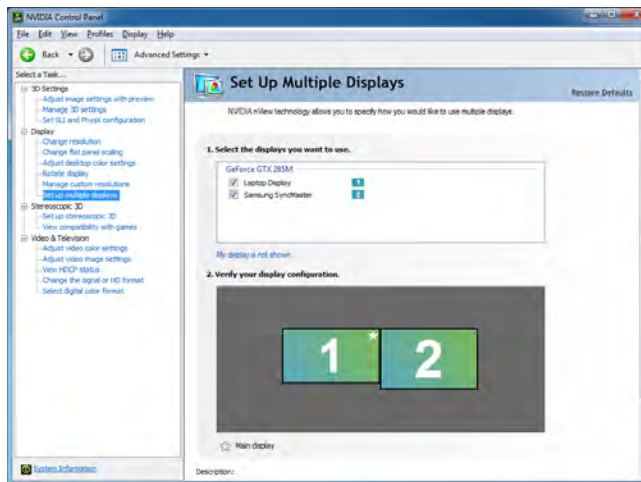 NVIDIA Control Panel
File Edit View Profiles Display Help
Back Advanced Settings
Select a Task...
3D Settings
Adjust image settings with preview
Manage 3D settings
Set SLI and PhysX configuration
Display
Change resolution
Change flat panel scaling
Adjust desktop color settings
Rotate display
Manage custom resolutions
Set up multiple displays
Stereoscopic 3D
Set up stereoscopic 3D
View compatibility with games
Video & Television
Adjust video color settings
Adjust video image settings
View HDCP status
Change the signal or HD format
Select digital color format
System Information
Set Up Multiple Displays
Restore Defaults
NVIDIA nView technology allows you to specify how you would like to use multiple displays.
1. Select the displays you want to use.
GeForce GTX 285M
Laptop Display 1
Samsung SyncMaster 2
My display is not shown...
2. Verify your display configuration.
1 2
Main display
Description: